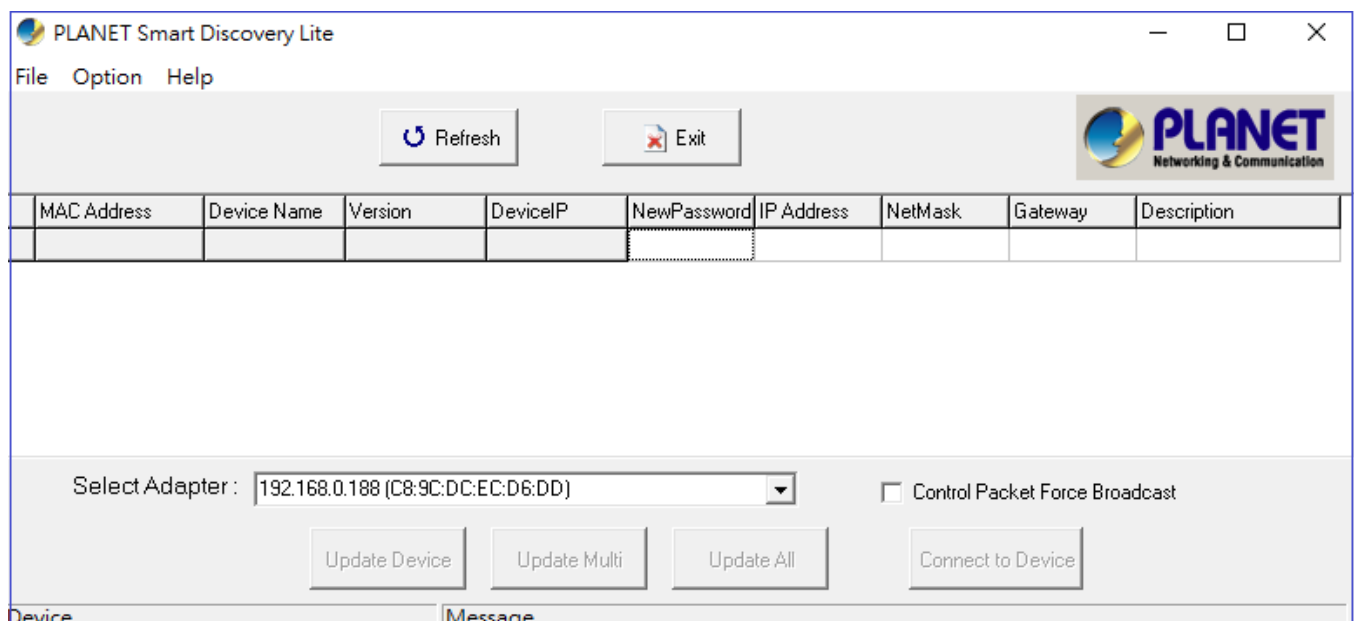 PLANET Smart Discovery Lite
File Option Help
Refresh Exit
PLANET
Networking & Communication
MAC Address Device Name Version DeviceIP NewPassword IP Address NetMask Gateway Description
Select Adapter : 192.168.0.188 (C8:9C:DC:EC:D6:DD) Control Packet Force Broadcast
Update Device Update Multi Update All Connect to Device
Device Message